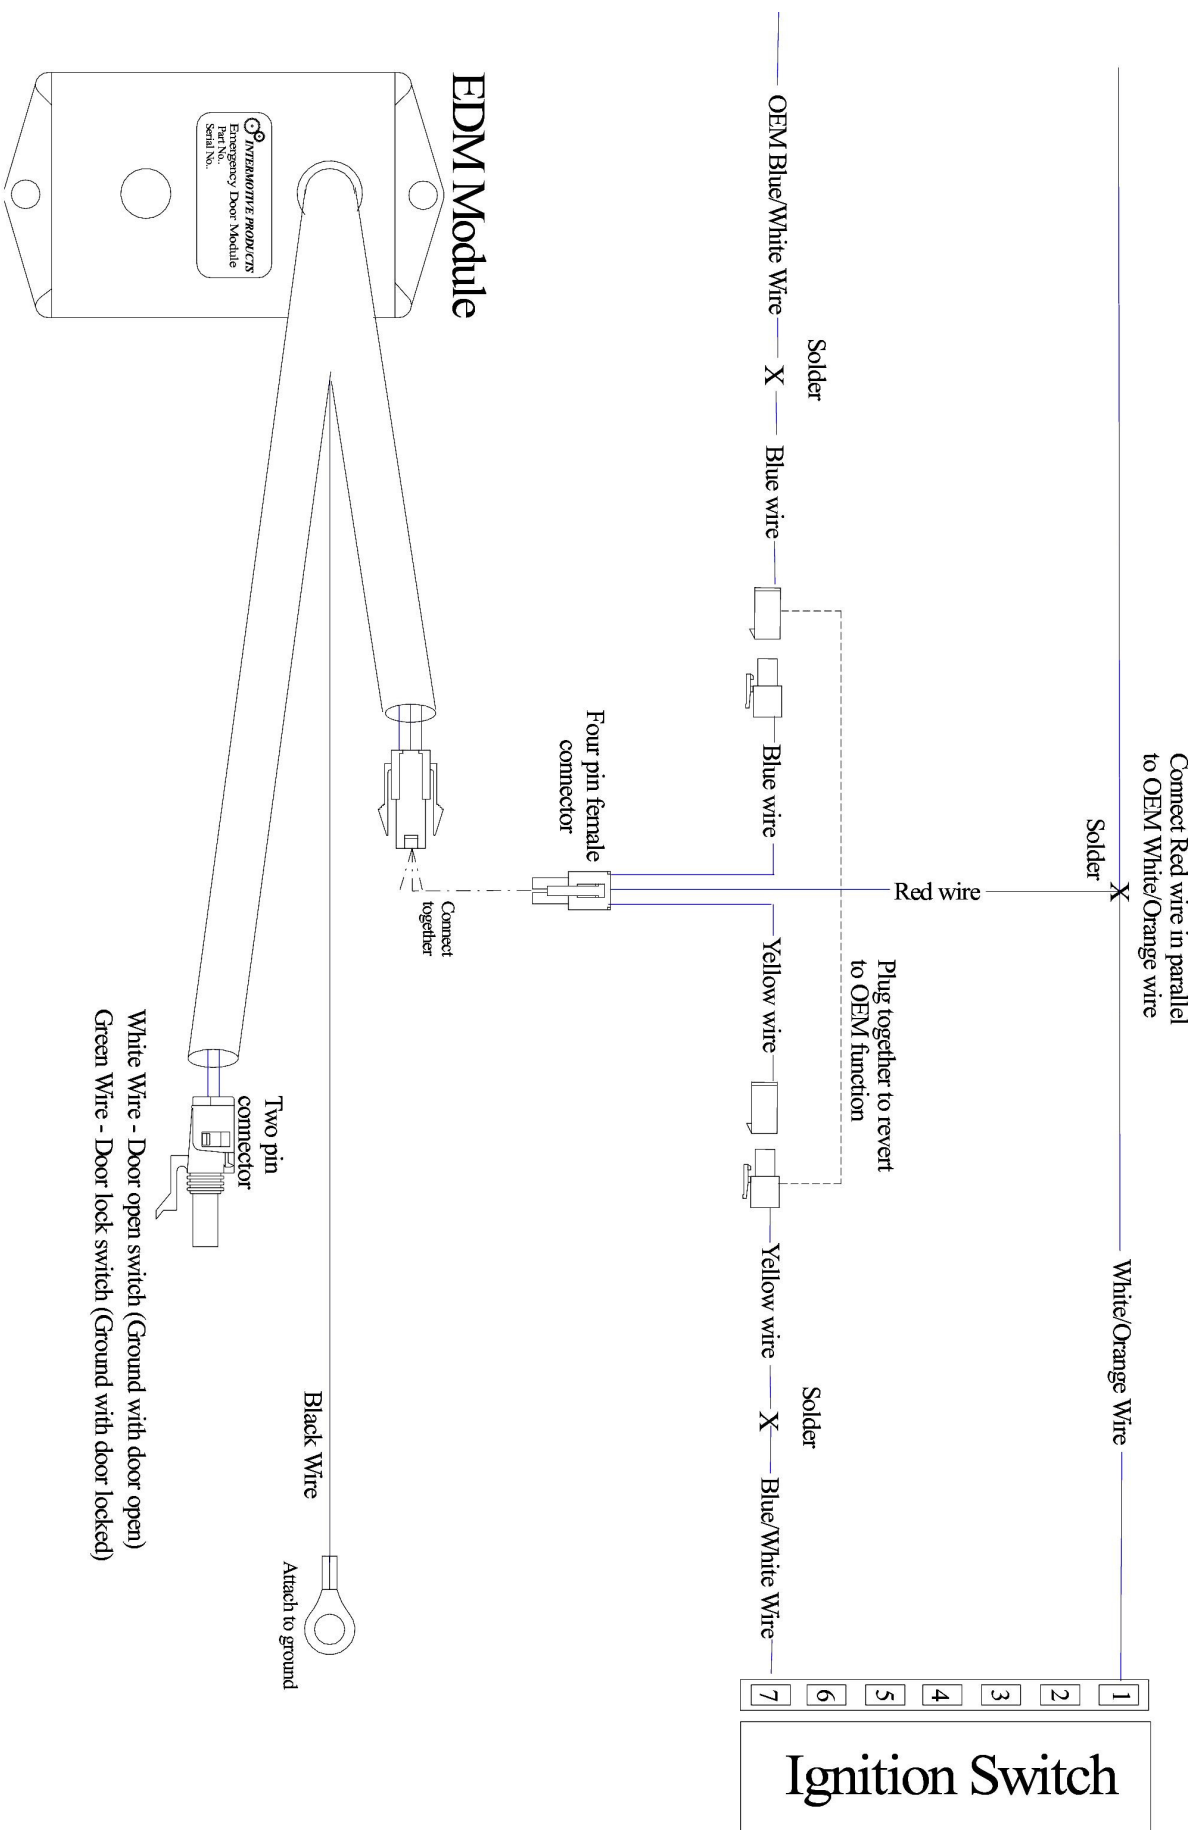 Connect Red wire in parallel
to OEM White/Orange wire
Solder
X
White/Orange Wire
Red wire
Plug together to revert
to OEM function
OEM Blue/White Wire
Solder
X
Blue wire
Blue wire
Yellow wire
Yellow wire
Solder
X
Blue/White Wire
1
2
3
4
5
6
7
Ignition Switch
Four pin female
connector
Connect
together
EDM Module
INTERMOTIVE PRODUCTS
Emergency Door Module
Part No..
Serial No..
Black Wire
Attach to ground
Two pin
connector
White Wire - Door open switch (Ground with door open)
Green Wire - Door lock switch (Ground with door locked)